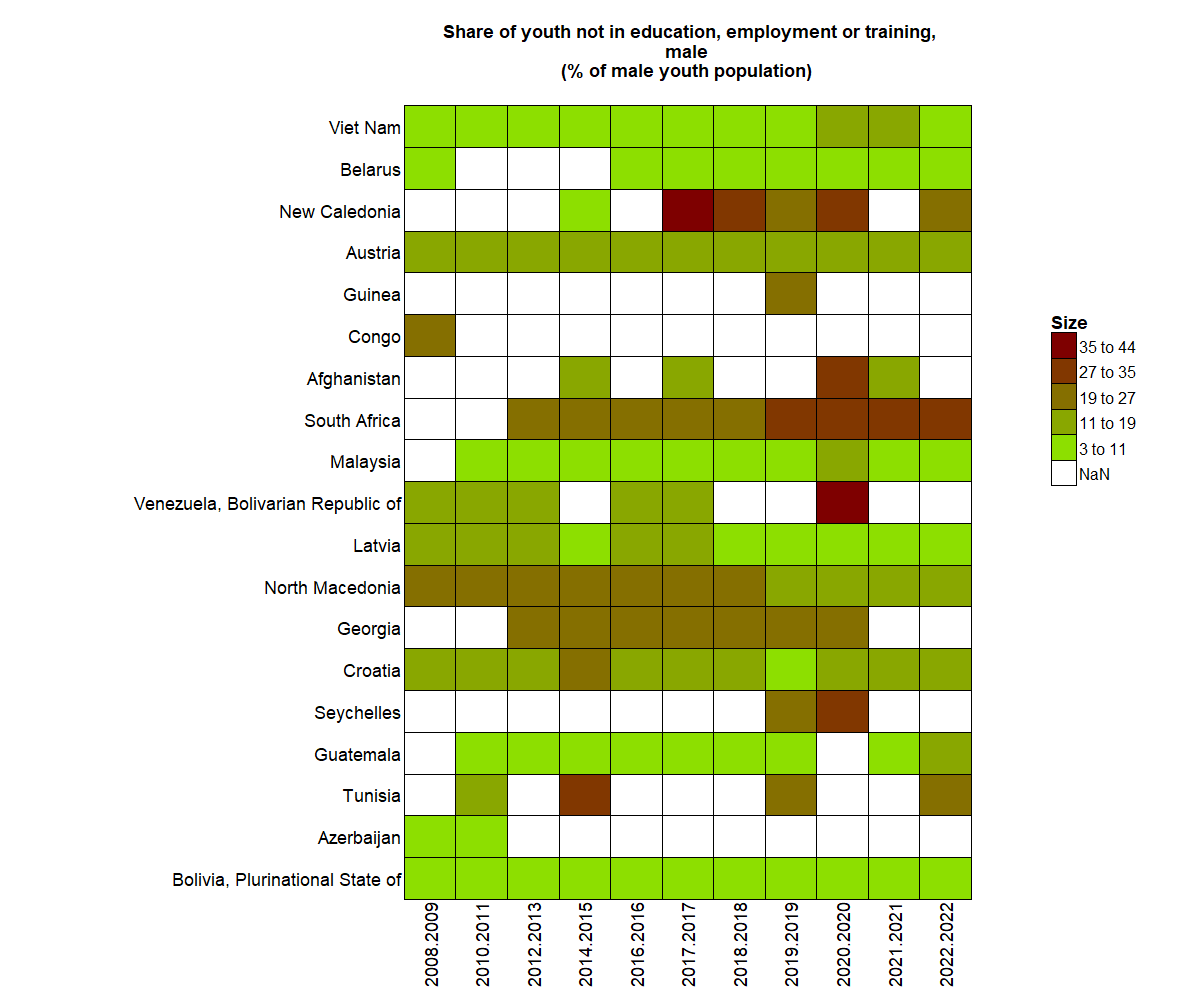 Share of youth not in education, employment or training,
male
(% of male youth population)
Viet Nam
Belarus
New Caledonia
Austria
Guinea
Congo
Afghanistan
South Africa
Malaysia
Venezuela, Bolivarian Republic of
Latvia
North Macedonia
Georgia
Croatia
Seychelles
Guatemala
Tunisia
Azerbaijan
Bolivia, Plurinational State of
2008.2009
2010.2011
2012.2013
2014.2015
2016.2016
2017.2017
2018.2018
2019.2019
2020.2020
2021.2021
2022.2022
Size
35 to 44
27 to 35
19 to 27
11 to 19
3 to 11
NaN